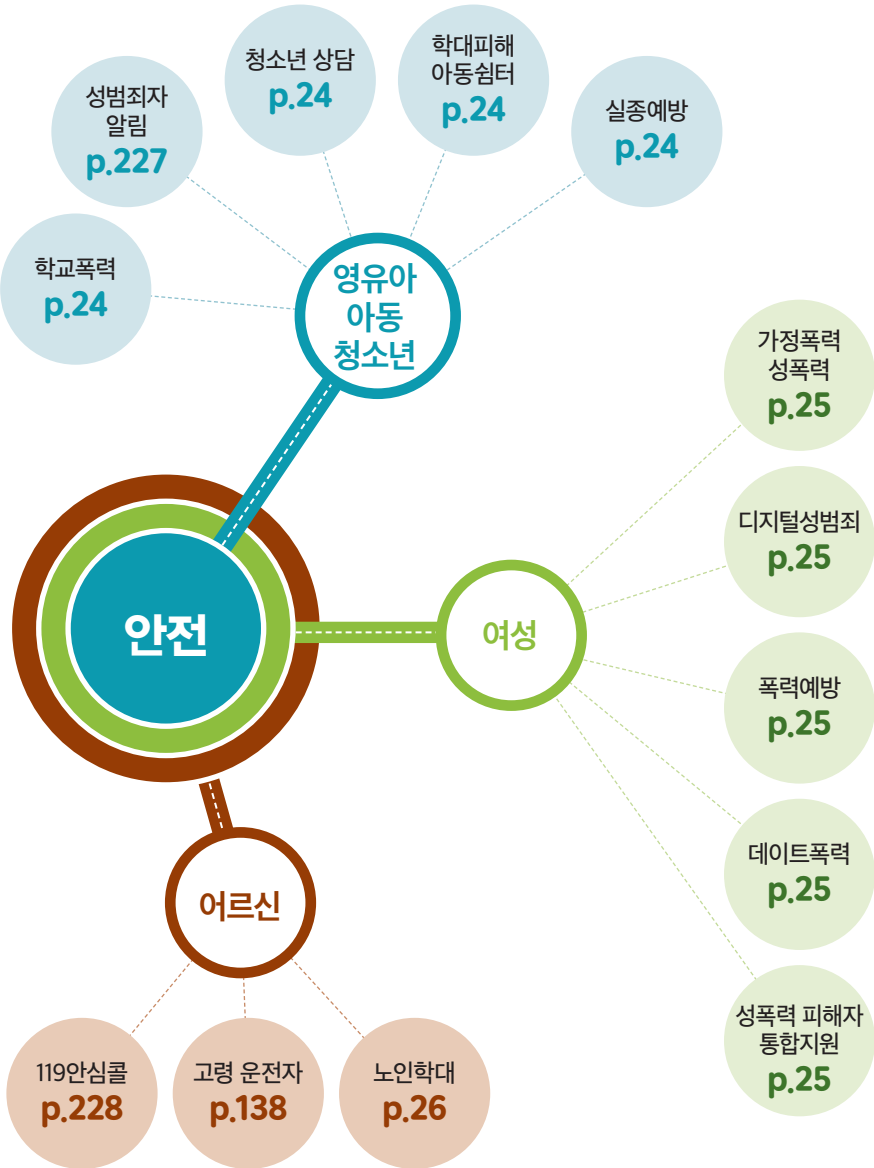 청소년 상담
p.24
학대피해
아동쉼터
p.24
성범죄자
알림
p.227
실종예방
p.24
학교폭력
p.24
영유아
아동
청소년
가정폭력
성폭력
p.25
디지털성범죄
p.25
안전
여성
폭력예방
p.25
데이트폭력
p.25
어르신
성폭력 피해자
통합지원
p.25
119안심콜
p.228
고령 운전자
p.138
노인학대
p.26